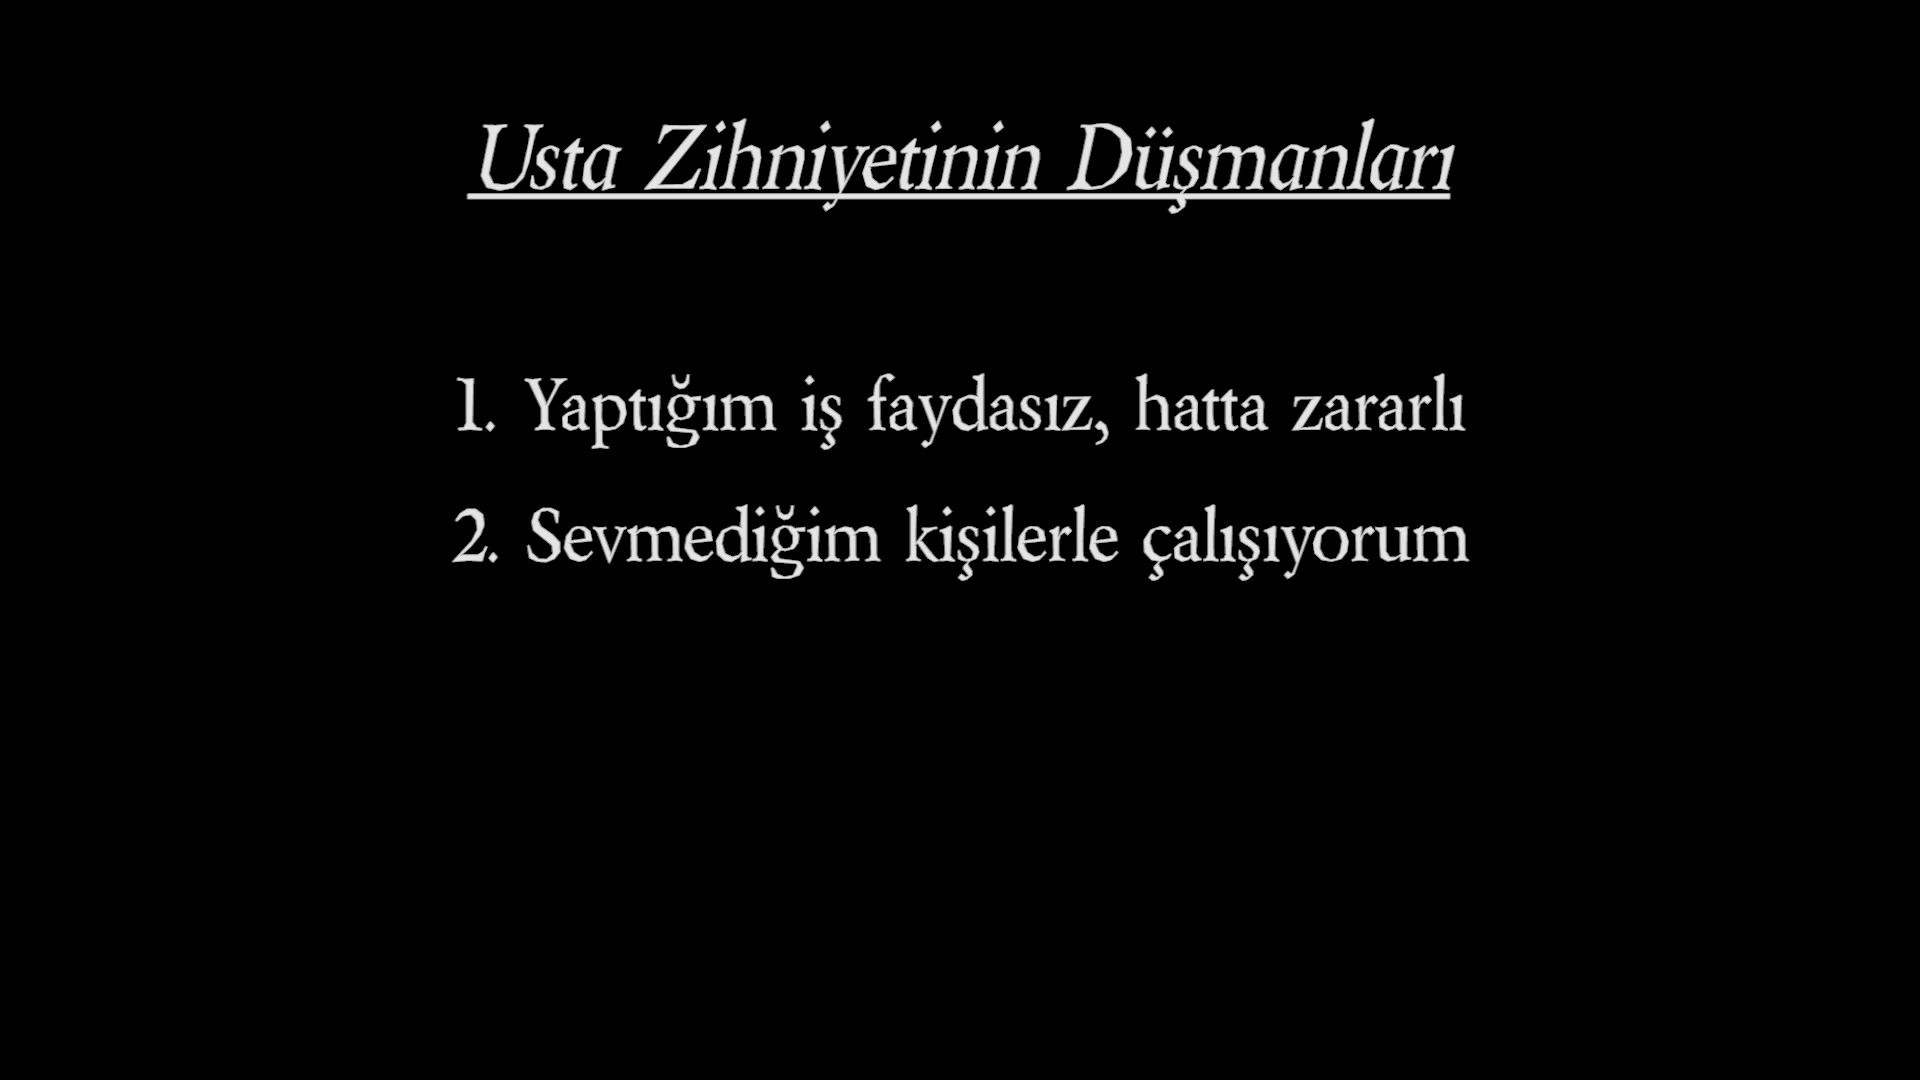 Usta Zihniyetinin Düşmanları
1. Yaptığım iş faydasız, hatta zararlı
2. Sevmediğim kişilerle çalışıyorum